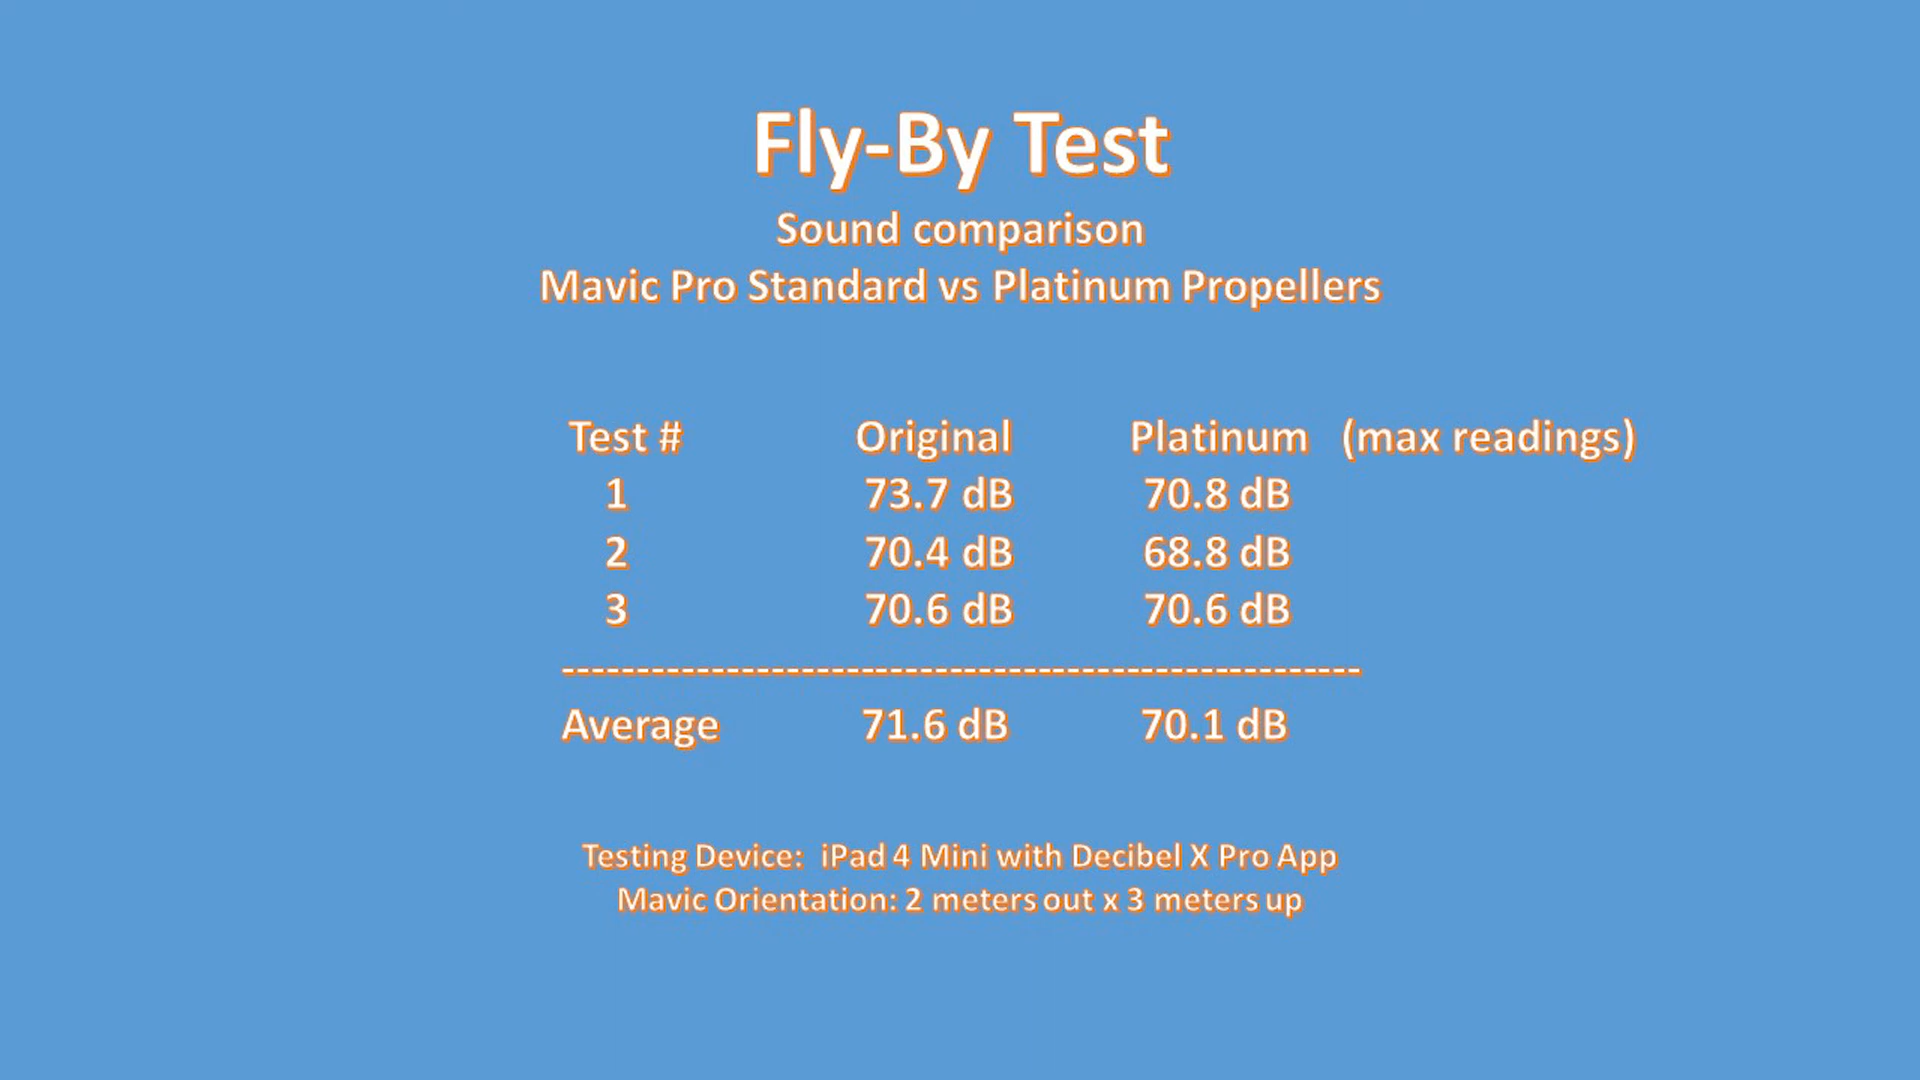 Fly-By Test
Sound comparison
Mavic Pro Standard vs Platinum Propellers
Test # Original Platinum (max readings)
1 73.7 dB 70.8 dB
2 70.4 dB 68.8 dB
3 70.6 dB 70.6 dB
------------------------------------------------------
Average 71.6 dB 70.1 dB
Testing Device: iPad 4 Mini with Decibel X Pro App
Mavic Orientation: 2 meters out x 3 meters up